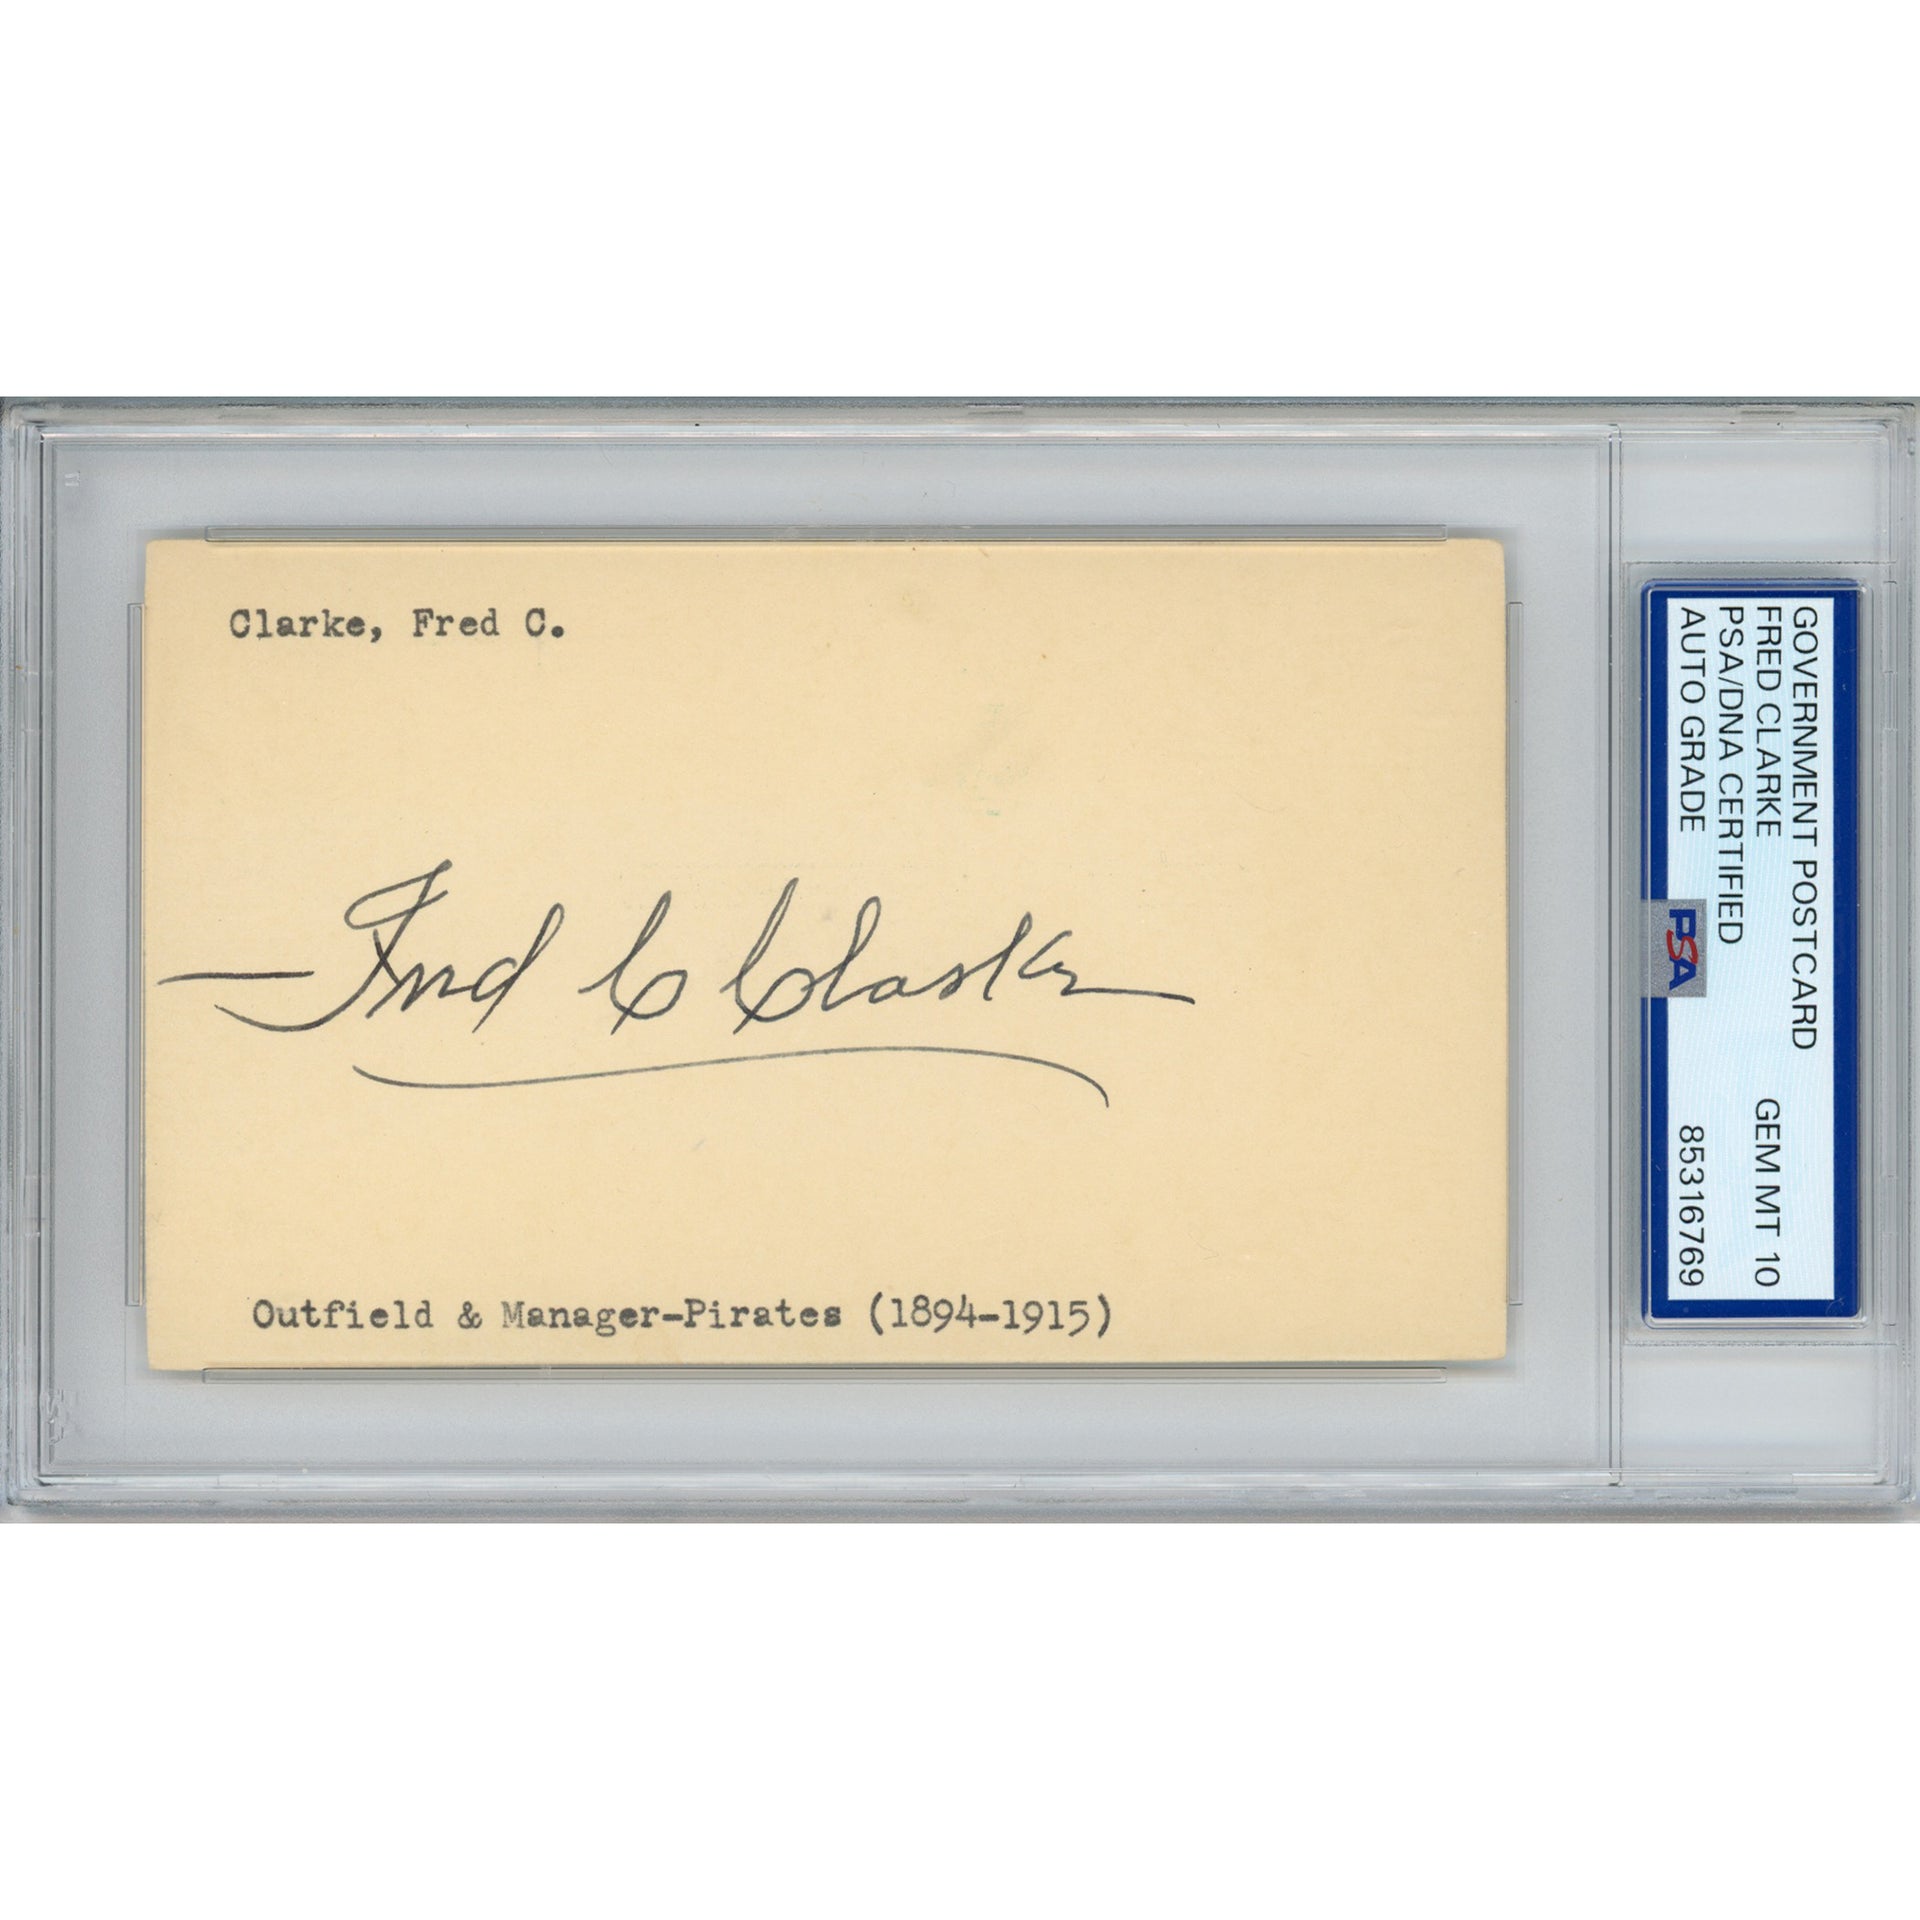 Clarke, Fred C.
Fred C Clarke
Outfield & Manager-Pirates (1894-1915)
GOVERNMENT POSTCARD
FRED CLARKE GEM MT 10
PSA/DNA CERTIFIED
AUTO GRADE 85316769
PSA